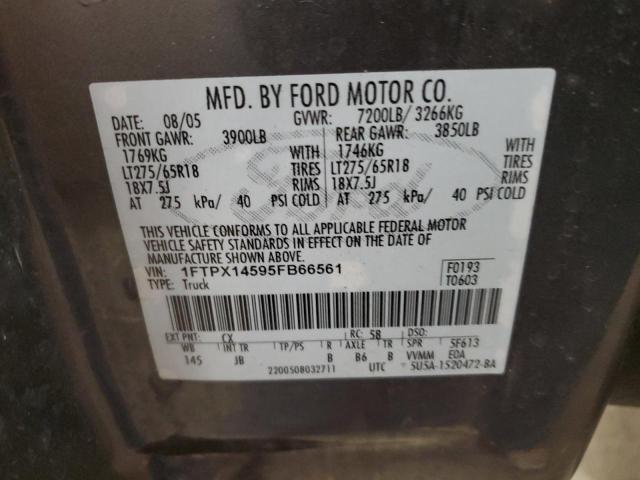 MFD. BY FORD MOTOR CO.
DATE: 08/05 GVWR: 7200LB/ 3266KG
FRONT GAWR: 3900LB REAR GAWR: 3850LB
1769KG WITH 1746KG WITH
LT275/65R18 TIRES LT275/65R18 TIRES
18X7.5J RIMS 18X7.5J RIMS
AT 275 kPa/ 40 PSI COLD AT 275 kPa/ 40 PSI COLD
THIS VEHICLE CONFORMS TO ALL APPLICABLE FEDERAL MOTOR
VEHICLE SAFETY STANDARDS IN EFFECT ON THE DATE OF
MANUFACTURE SHOWN ABOVE.
VIN: 1FTPX14595FB66561 F0193
TYPE: Truck T0603
EXT PNT: CX RC: 58 DSO:
WB INT TR TP/PS R AXLE TR SPR 5F613
145 JB B B6 B VVMM EOA
2200508032711 UTC 5U5A-1520472-BA